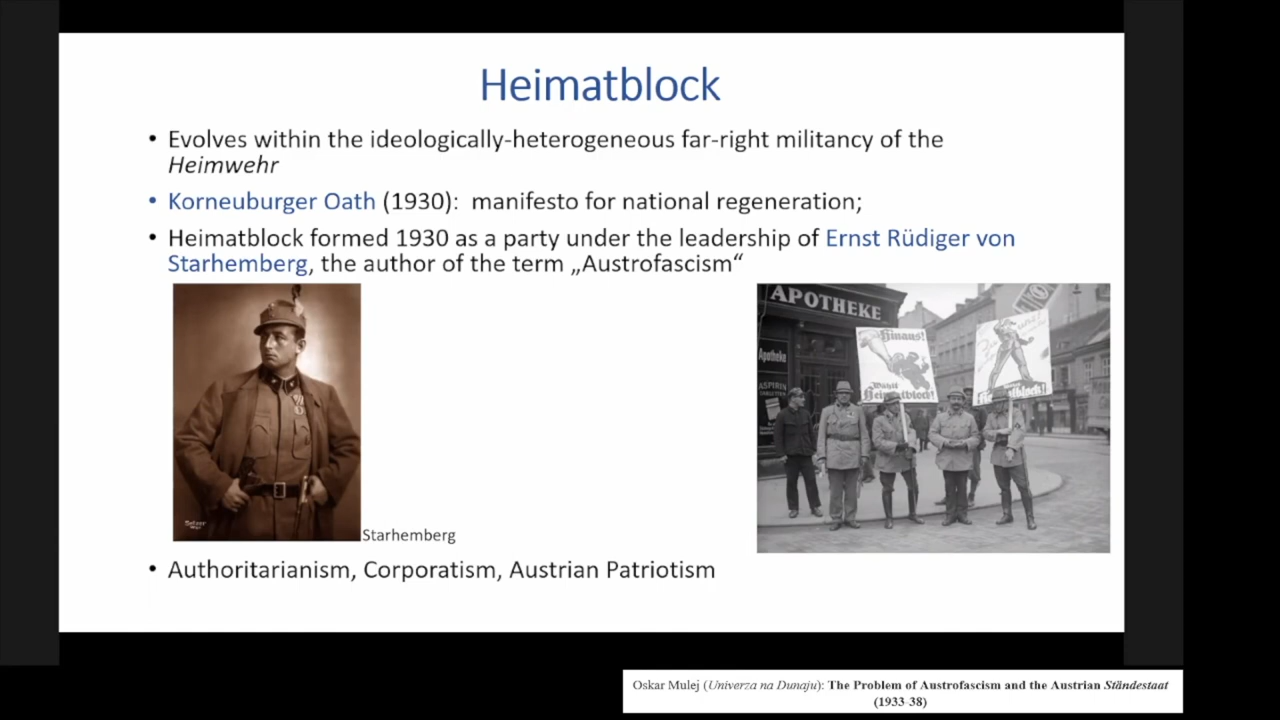 Heimatblock
• Evolves within the ideologically-heterogeneous far-right militancy of the
Heimwehr
• Korneuburger Oath (1930): manifesto for national regeneration;
• Heimatblock formed 1930 as a party under the leadership of Ernst Rüdiger von
Starhemberg, the author of the term „Austrofascism“
APOTHEKE
Apotheke
ASPIRIN
Hinaus!
Wählt
Heimatblock!
Starhemberg
• Authoritarianism, Corporatism, Austrian Patriotism
Oskar Mulej (Univerza na Dunaju): The Problem of Austrofascism and the Austrian Ständestaat
(1933-38)